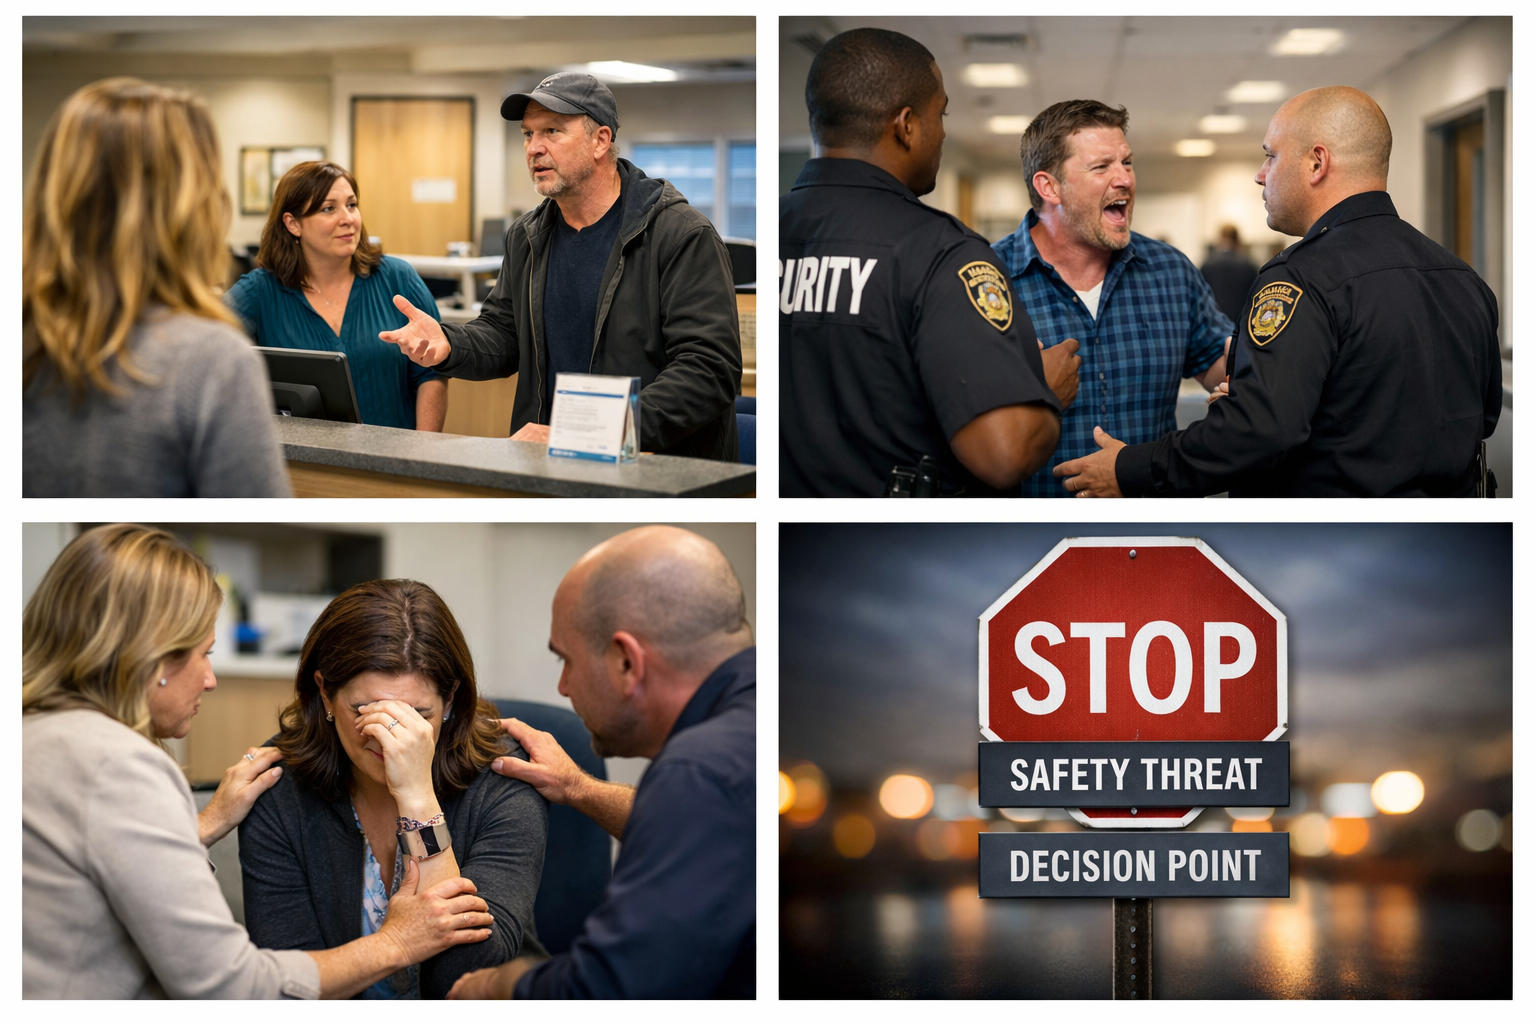 URITY
STOP
SAFETY THREAT
DECISION POINT